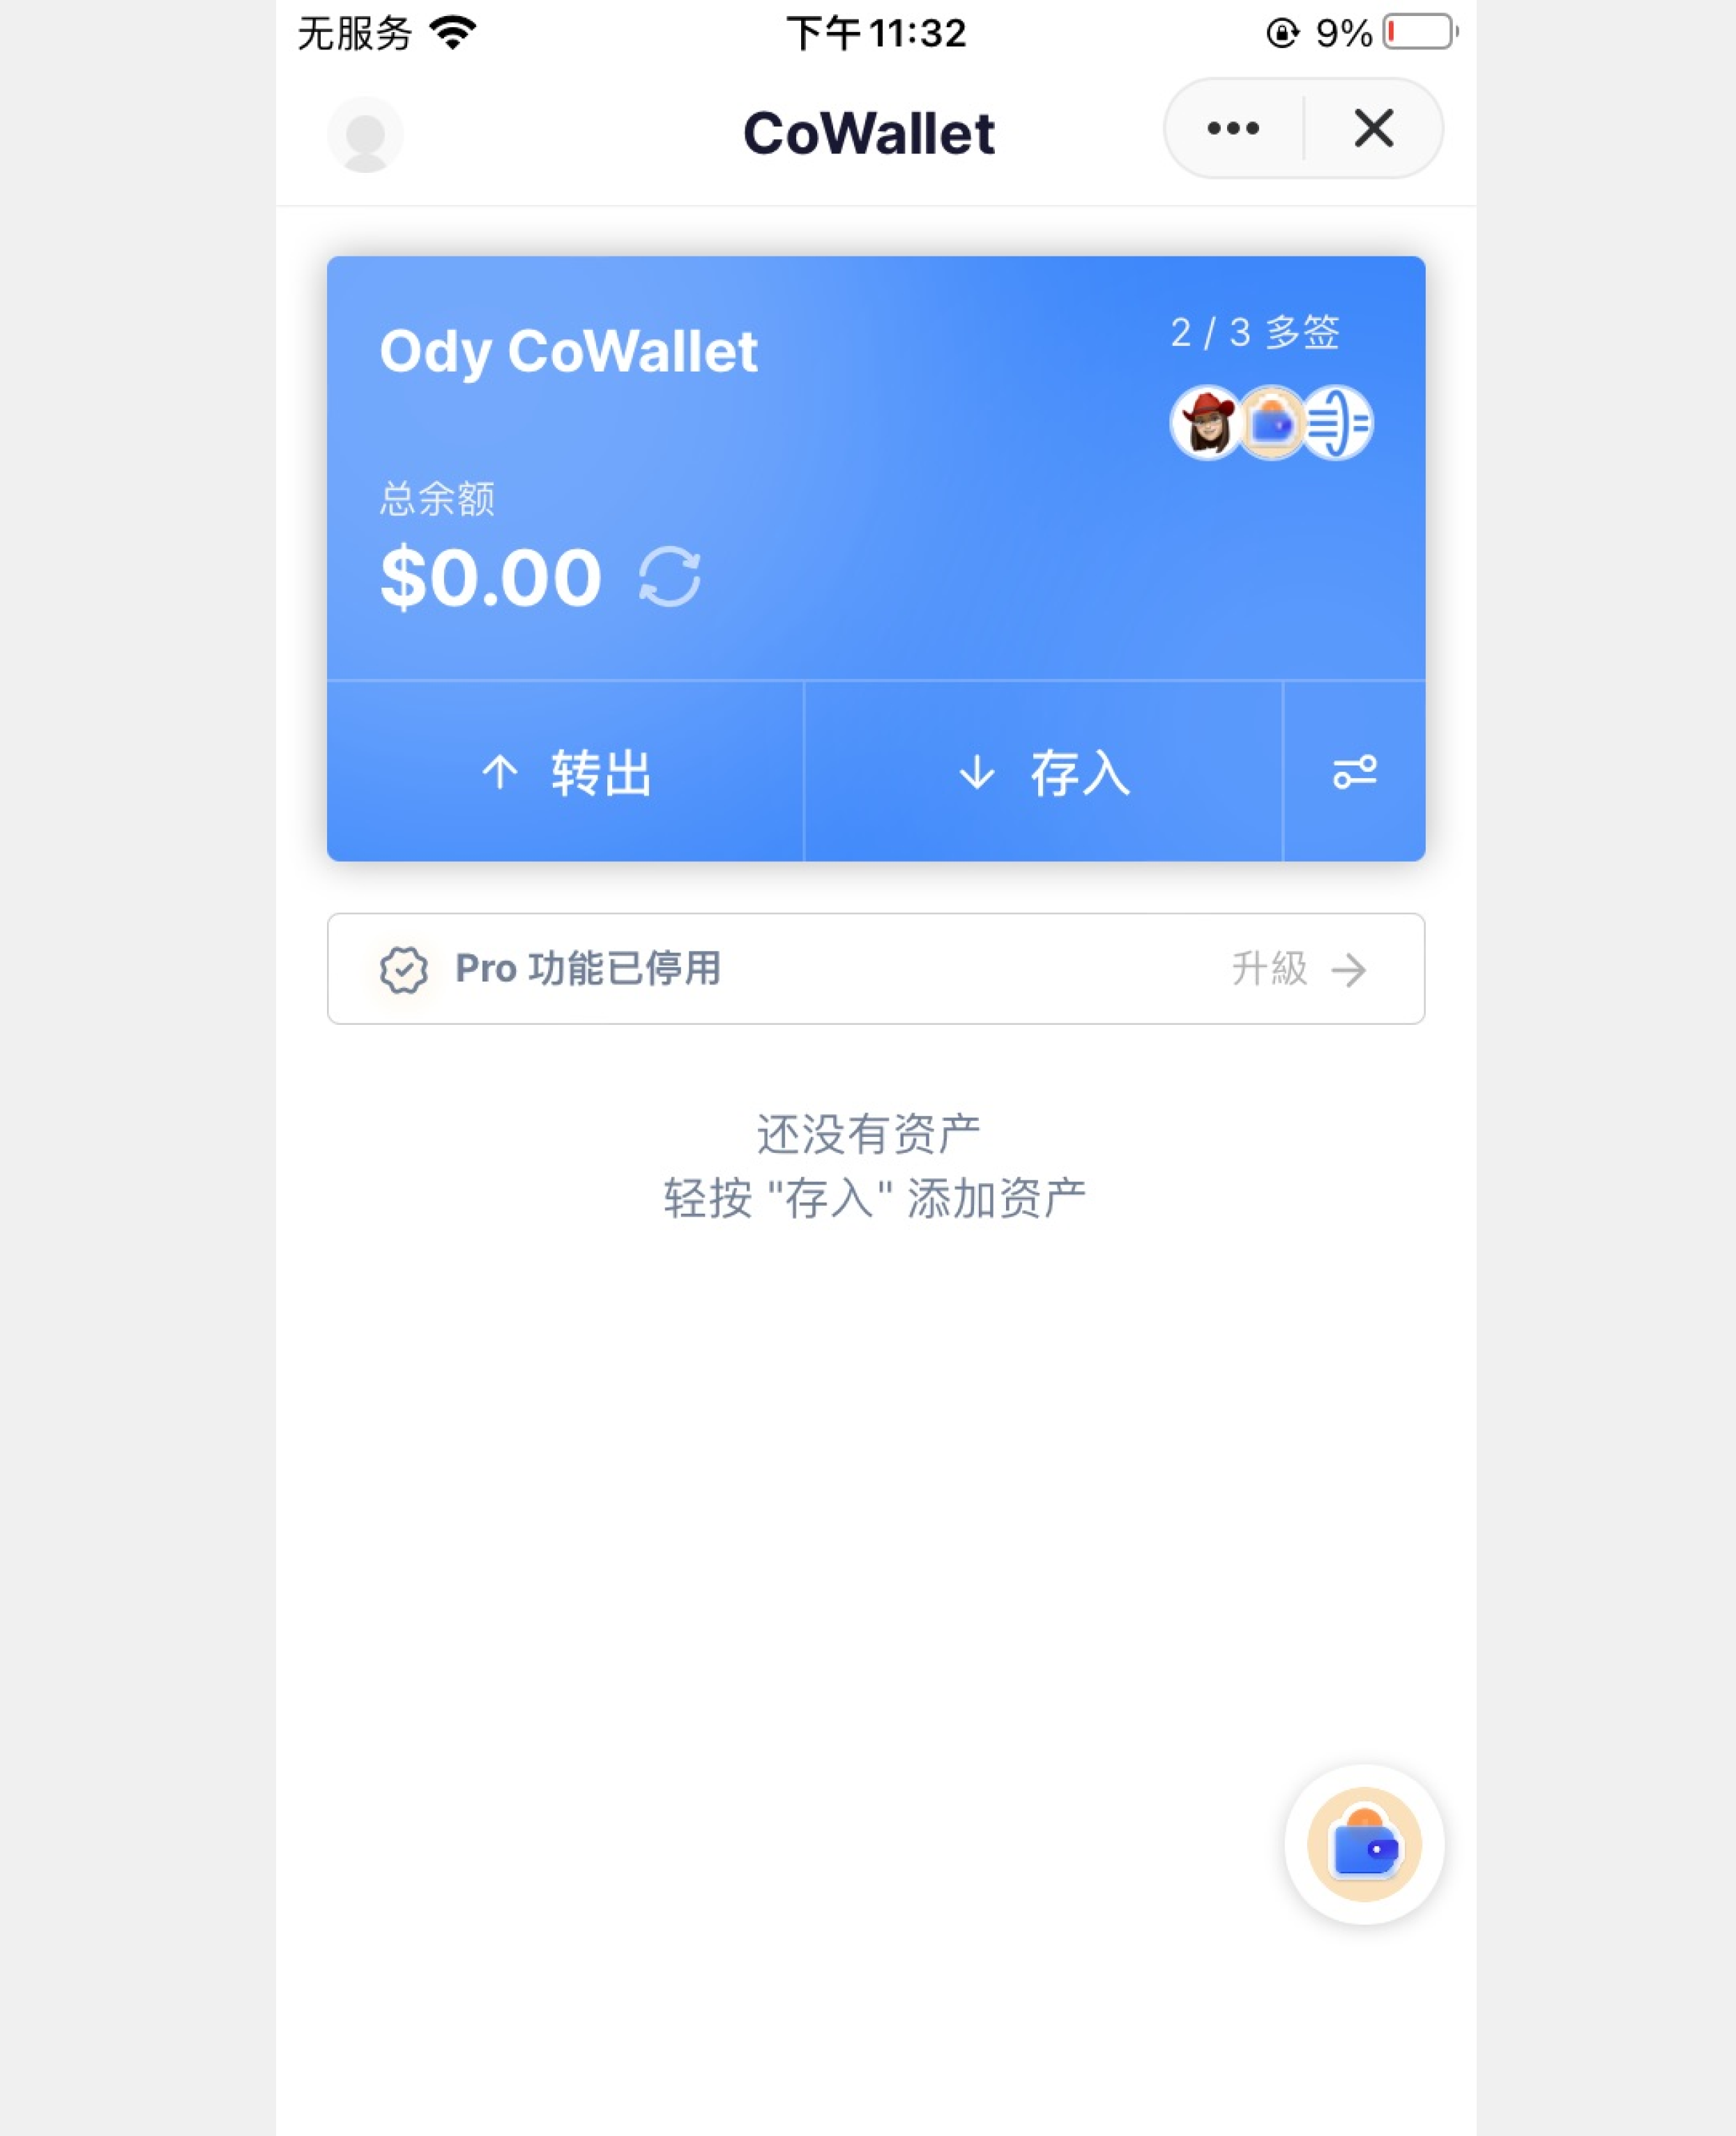 无服务 下午11:32 9%
CoWallet
Ody CoWallet
2 / 3 多签
总余额
$0.00
转出 存入
Pro 功能已停用 升級
还没有资产
轻按 "存入" 添加资产